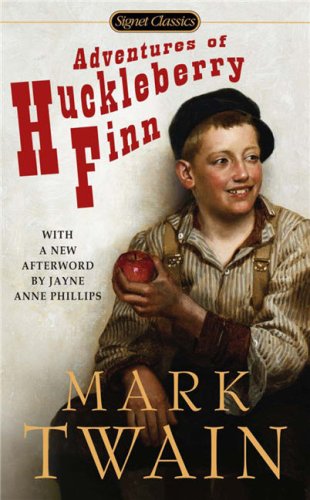 Signet Classics
Adventures of
Huckleberry
Finn
WITH
A NEW
AFTERWORD
BY JAYNE
ANNE PHILLIPS
MARK
TWAIN